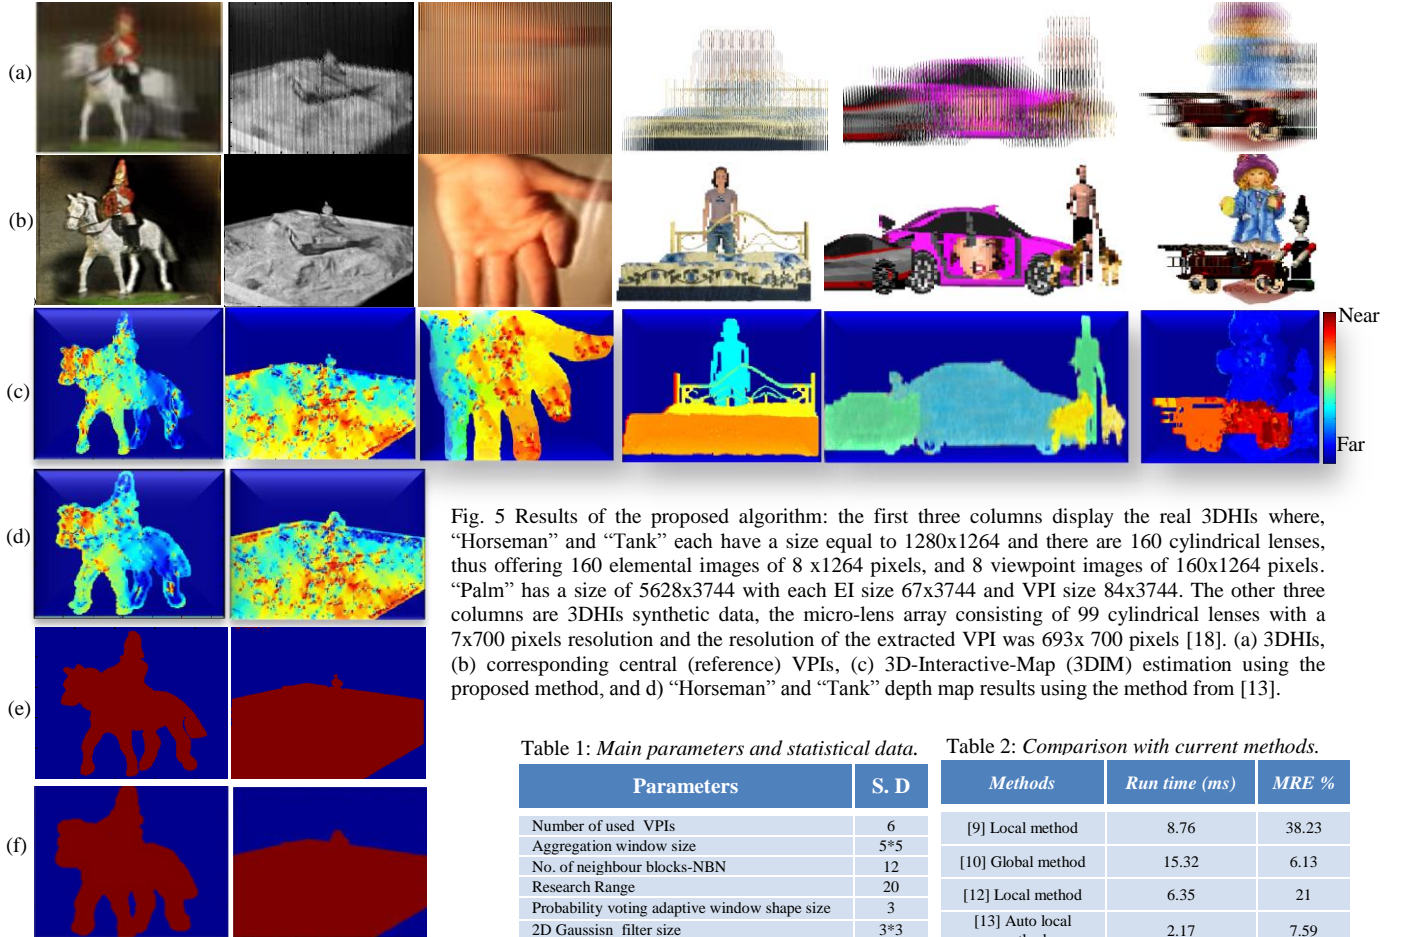 (a)
(b)
(c)
Near
Far
(d)
(e)
(f)
Fig. 5 Results of the proposed algorithm: the first three columns display the real 3DHIs where,
“Horseman” and “Tank” each have a size equal to 1280x1264 and there are 160 cylindrical lenses,
thus offering 160 elemental images of 8 x1264 pixels, and 8 viewpoint images of 160x1264 pixels.
“Palm” has a size of 5628x3744 with each EI size 67x3744 and VPI size 84x3744. The other three
columns are 3DHIs synthetic data, the micro-lens array consisting of 99 cylindrical lenses with a
7x700 pixels resolution and the resolution of the extracted VPI was 693x 700 pixels [18]. (a) 3DHIs,
(b) corresponding central (reference) VPIs, (c) 3D-Interactive-Map (3DIM) estimation using the
proposed method, and d) “Horseman” and “Tank” depth map results using the method from [13].
Table 1: Main parameters and statistical data.
Parameters S. D
Number of used VPIs 6
Aggregation window size 5*5
No. of neighbour blocks-NBN 12
Research Range 20
Probability voting adaptive window shape size 3
2D Gaussisn filter size 3*3
Table 2: Comparison with current methods.
Methods Run time (ms) MRE %
[9] Local method 8.76 38.23
[10] Global method 15.32 6.13
[12] Local method 6.35 21
[13] Auto local 2.17 7.59